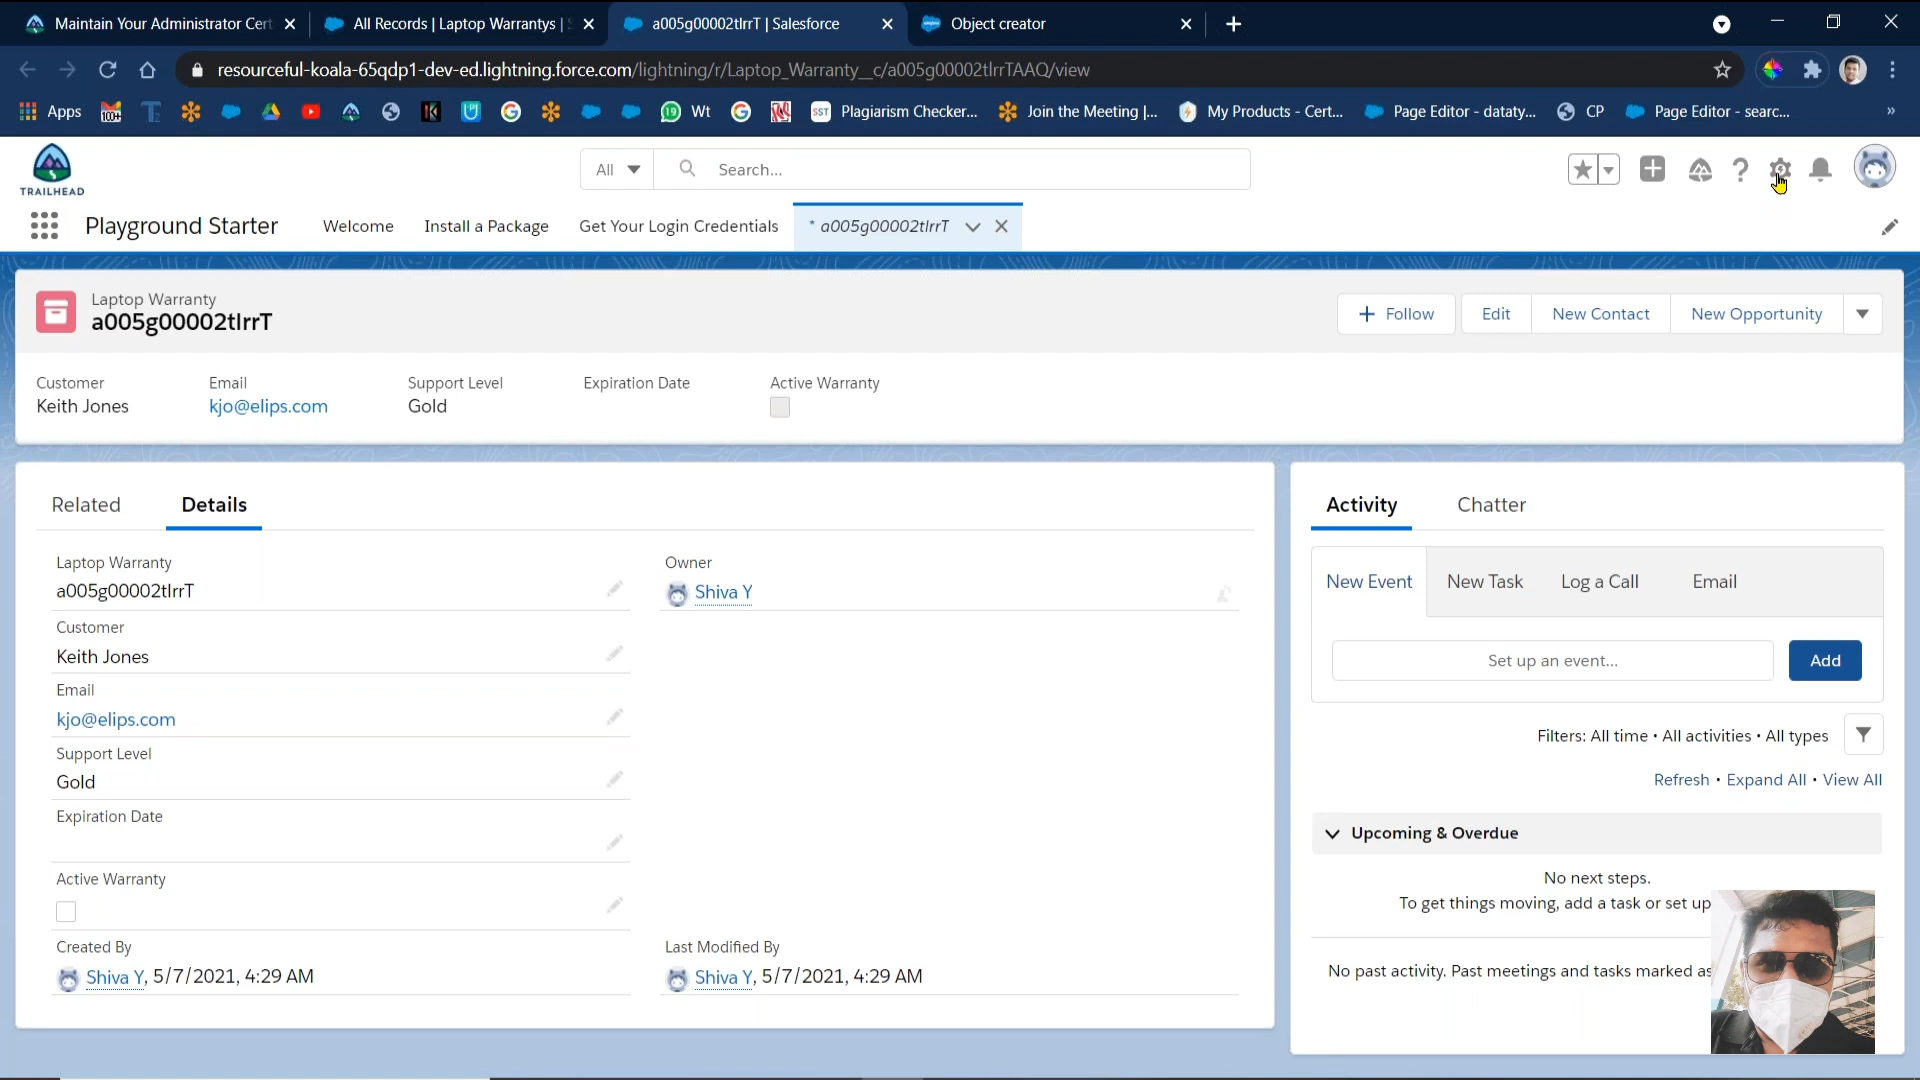 Maintain Your Administrator Cert
All Records | Laptop Warrantys | S
a005g00002tIrrT | Salesforce
Object creator
resourceful-koala-65qdp1-dev-ed.lightning.force.com/lightning/r/Laptop_Warranty__c/a005g00002tIrrTAAQ/view
Apps
100+
Wt
Plagiarism Checker...
Join the Meeting |...
My Products - Cert...
Page Editor - dataty...
CP
Page Editor - searc...
»
TRAILHEAD
All
Search...
Playground Starter
Welcome
Install a Package
Get Your Login Credentials
* a005g00002tIrrT
Laptop Warranty
a005g00002tIrrT
+ Follow
Edit
New Contact
New Opportunity
Customer
Email
Support Level
Expiration Date
Active Warranty
Keith Jones
kjo@elips.com
Gold
Related
Details
Laptop Warranty
a005g00002tIrrT
Owner
Shiva Y
Customer
Keith Jones
Email
kjo@elips.com
Support Level
Gold
Expiration Date
Active Warranty
Created By
Shiva Y, 5/7/2021, 4:29 AM
Last Modified By
Shiva Y, 5/7/2021, 4:29 AM
Activity
Chatter
New Event
New Task
Log a Call
Email
Set up an event...
Add
Filters: All time • All activities • All types
Refresh • Expand All • View All
Upcoming & Overdue
No next steps.
To get things moving, add a task or set up
No past activity. Past meetings and tasks marked as